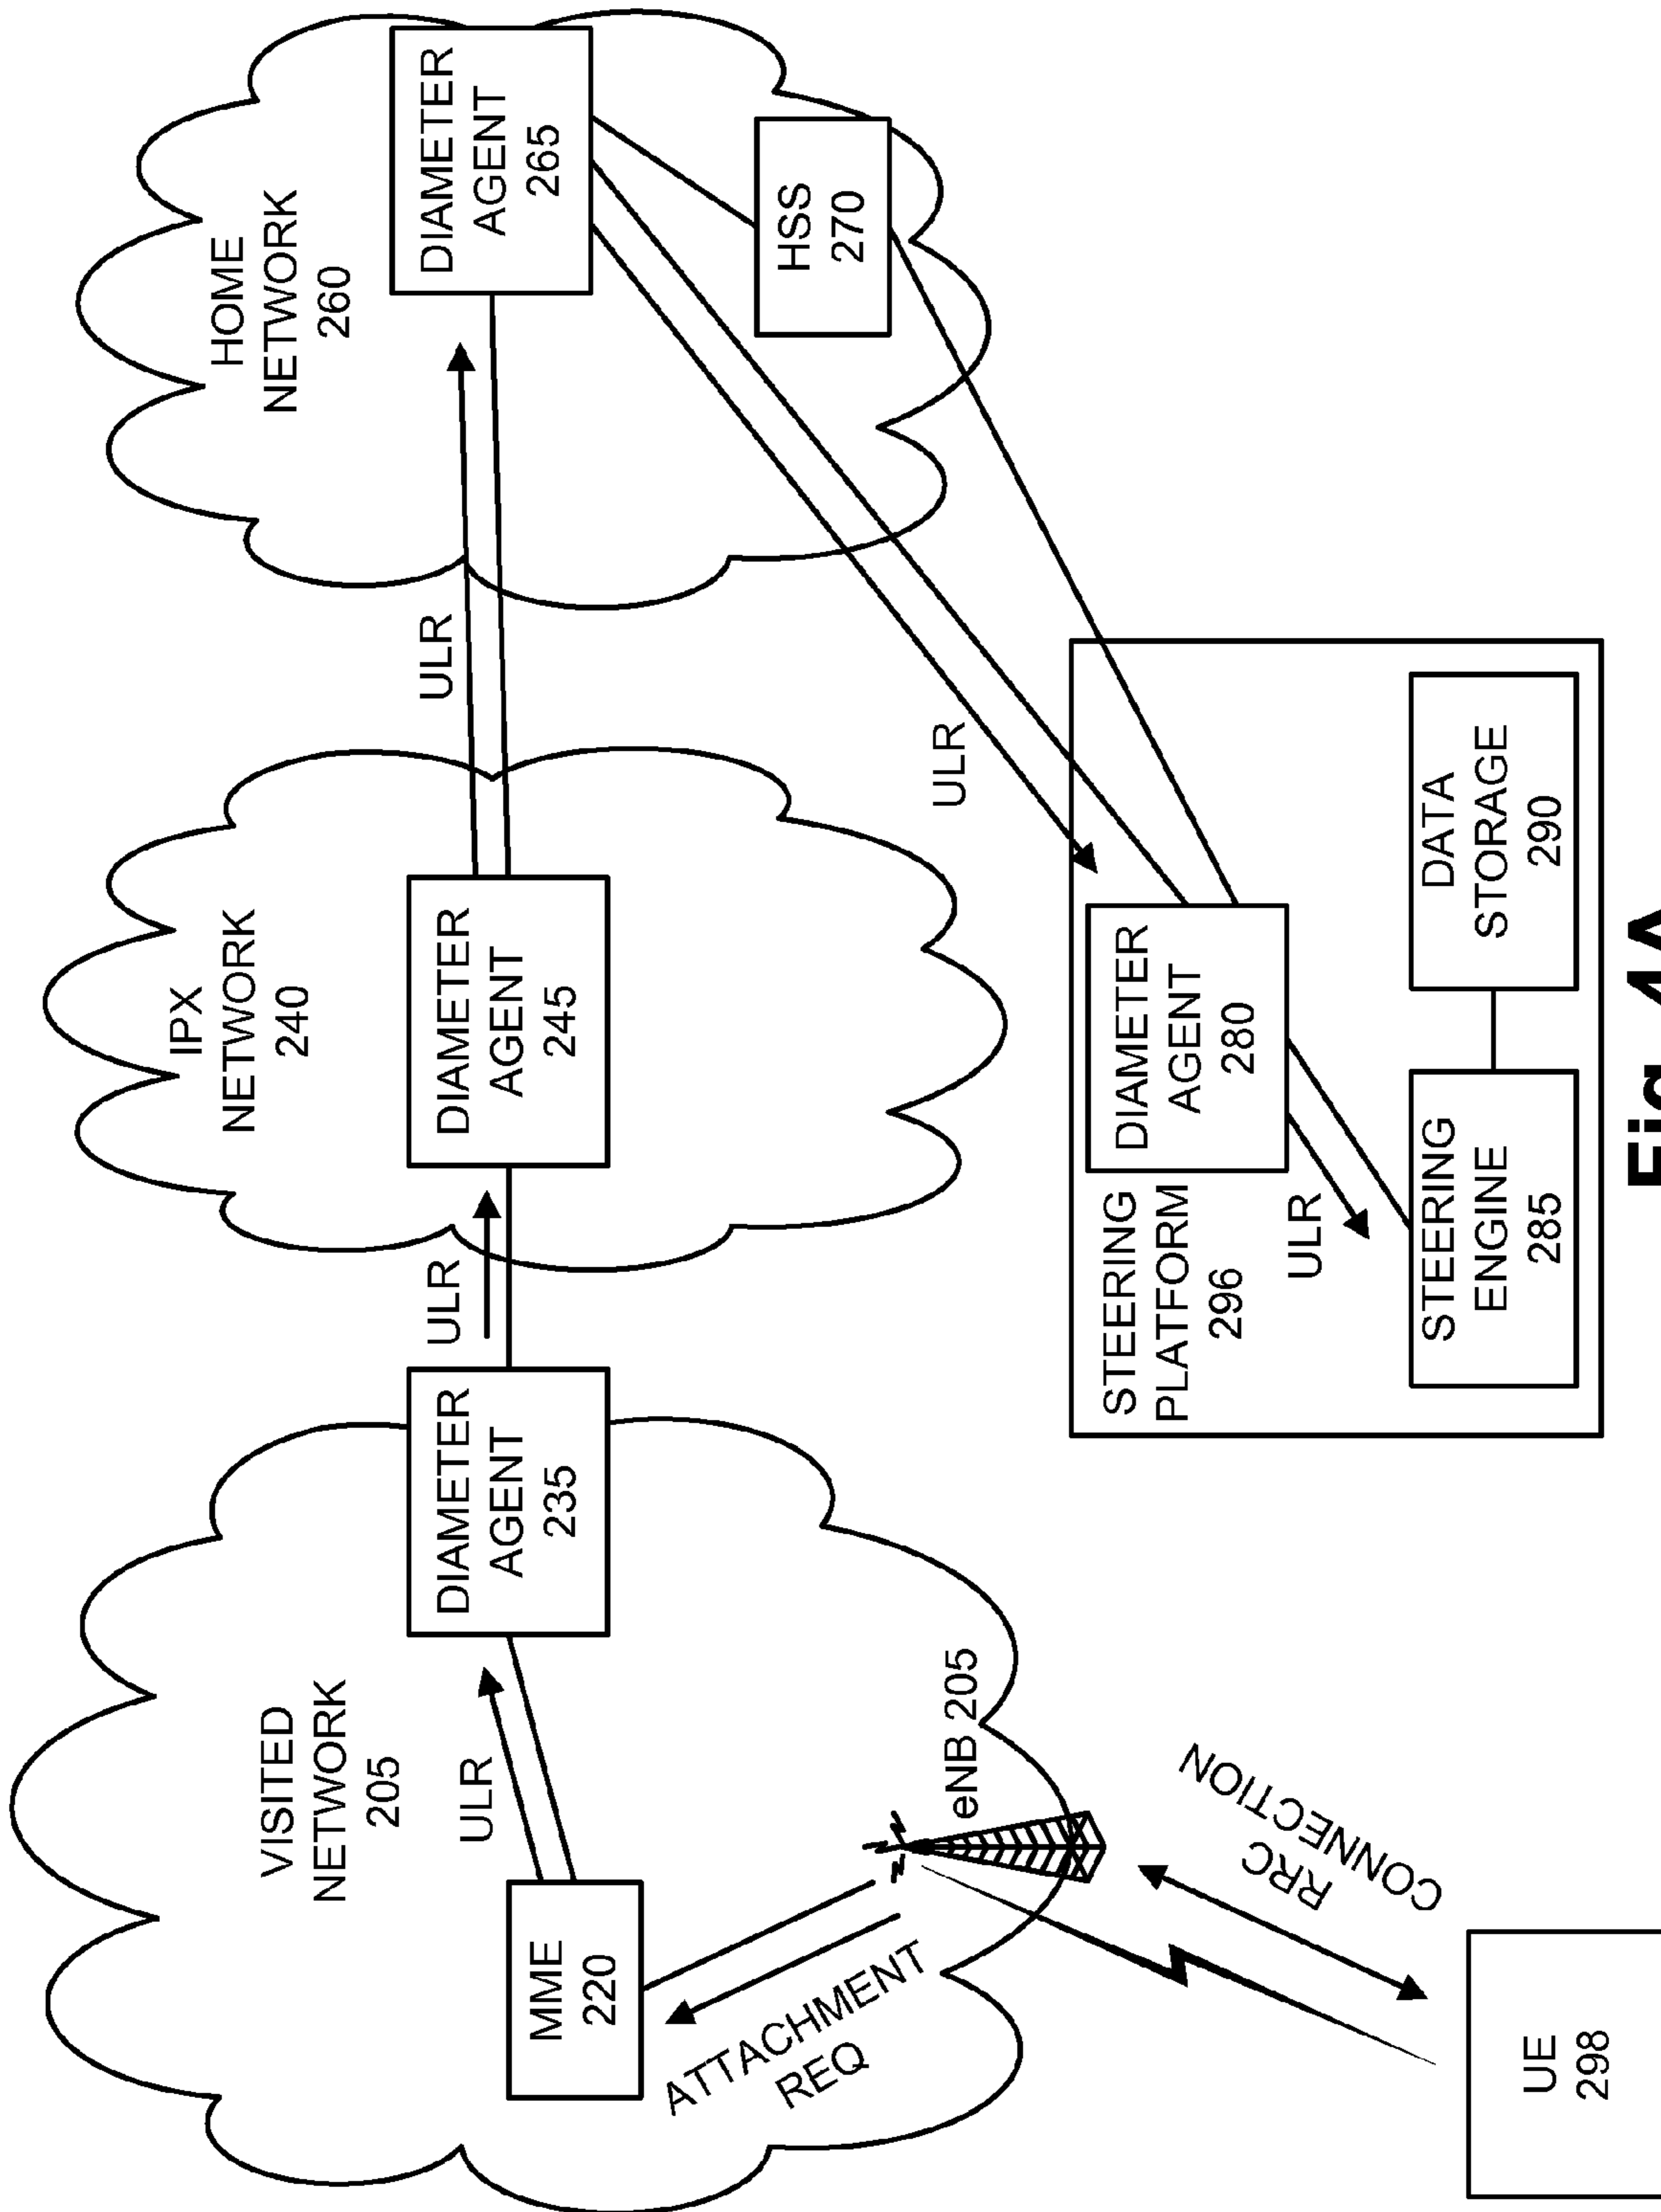 VISITED
NETWORK
205
IPX
NETWORK
240
HOME
NETWORK
260
ULR
DIAMETER
AGENT
235
ULR
DIAMETER
AGENT
245
ULR
DIAMETER
AGENT
265
MME
220
HSS
270
ATTACHMENT
REQ
eNB 205
ULR
RRC
CONNECTION
STEERING
PLATFORM
296
DIAMETER
AGENT
280
ULR
STEERING
ENGINE
285
DATA
STORAGE
290
UE
298
Fig. 4A